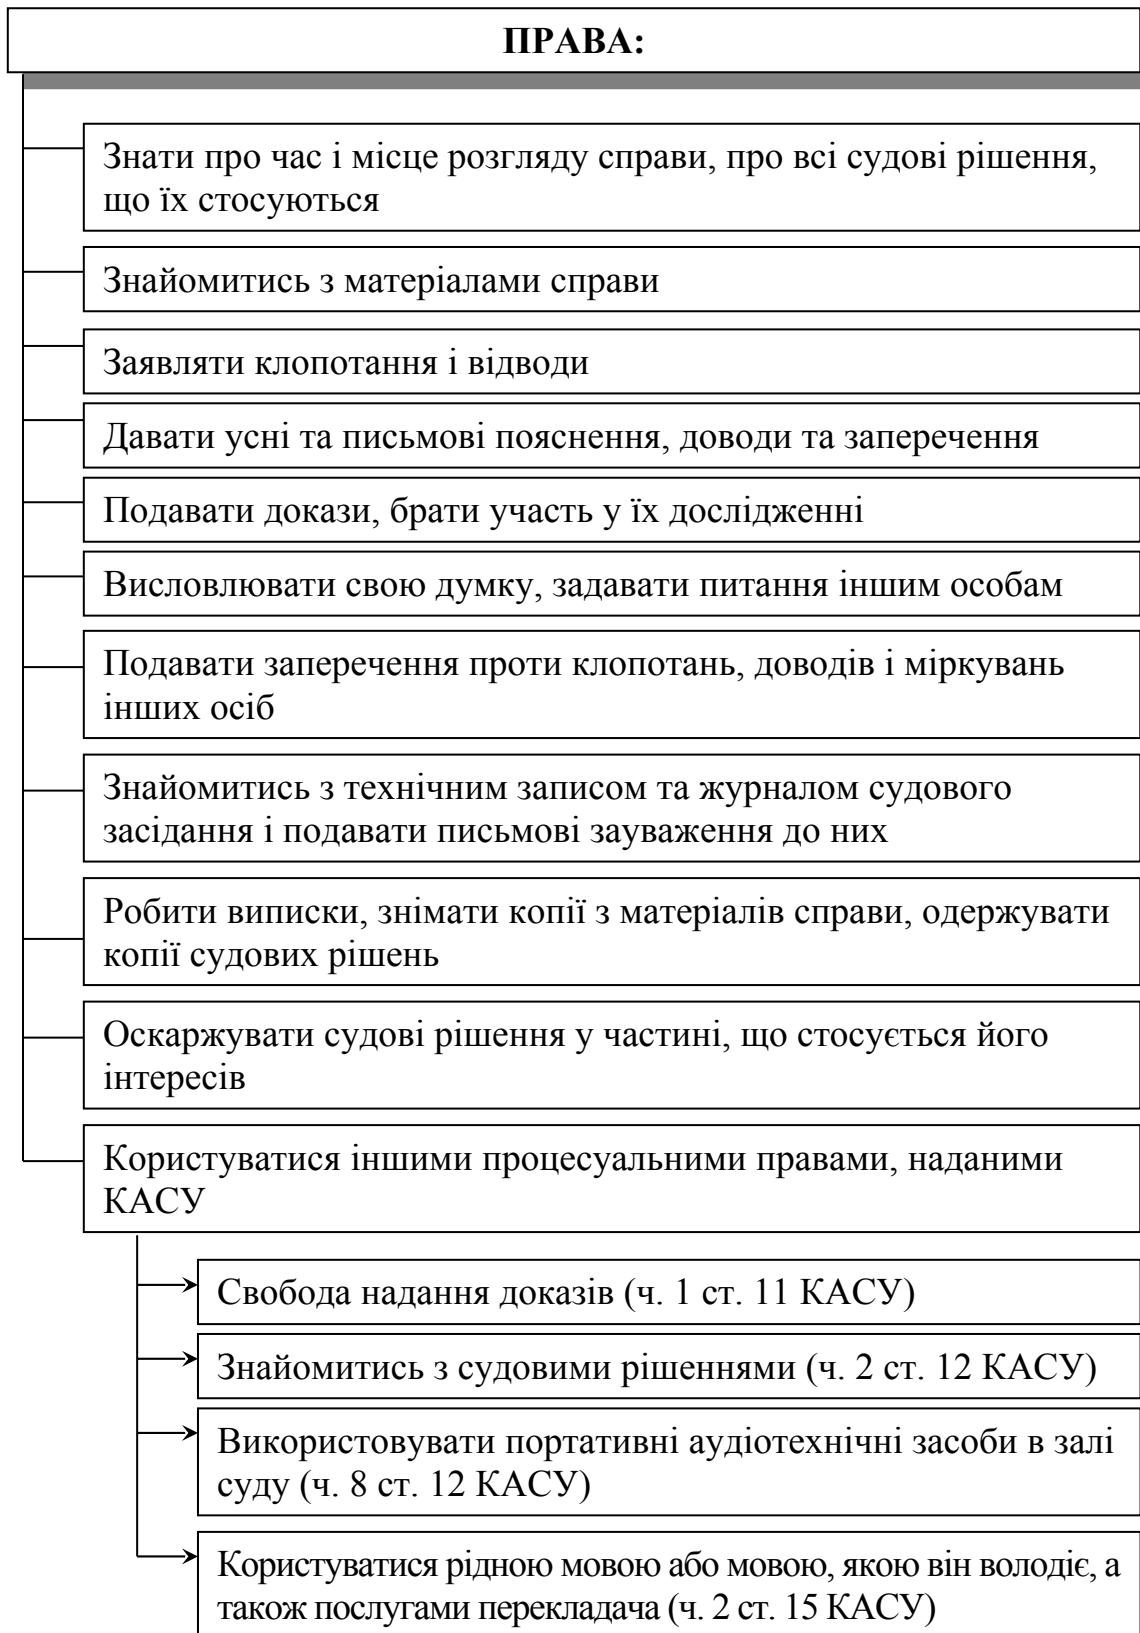 ПРАВА:
Знати про час і місце розгляду справи, про всі судові рішення,
що їх стосуються
Знайомитись з матеріалами справи
Заявляти клопотання і відводи
Давати усні та письмові пояснення, доводи та заперечення
Подавати докази, брати участь у їх дослідженні
Висловлювати свою думку, задавати питання іншим особам
Подавати заперечення проти клопотань, доводів і міркувань
інших осіб
Знайомитись з технічним записом та журналом судового
засідання і подавати письмові зауваження до них
Робити виписки, знімати копії з матеріалів справи, одержувати
копії судових рішень
Оскаржувати судові рішення у частині, що стосується його
інтересів
Користуватися іншими процесуальними правами, наданими
КАСУ
Свобода надання доказів (ч. 1 ст. 11 КАСУ)
Знайомитись з судовими рішеннями (ч. 2 ст. 12 КАСУ)
Використовувати портативні аудіотехнічні засоби в залі
суду (ч. 8 ст. 12 КАСУ)
Користуватися рідною мовою або мовою, якою він володіє, а
також послугами перекладача (ч. 2 ст. 15 КАСУ)